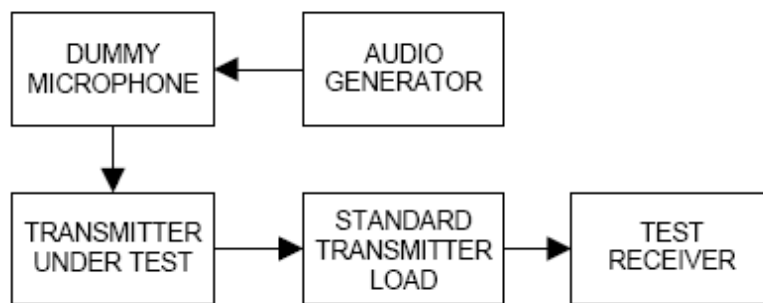 DUMMY
MICROPHONE
AUDIO
GENERATOR
TRANSMITTER
UNDER TEST
STANDARD
TRANSMITTER
LOAD
TEST
RECEIVER